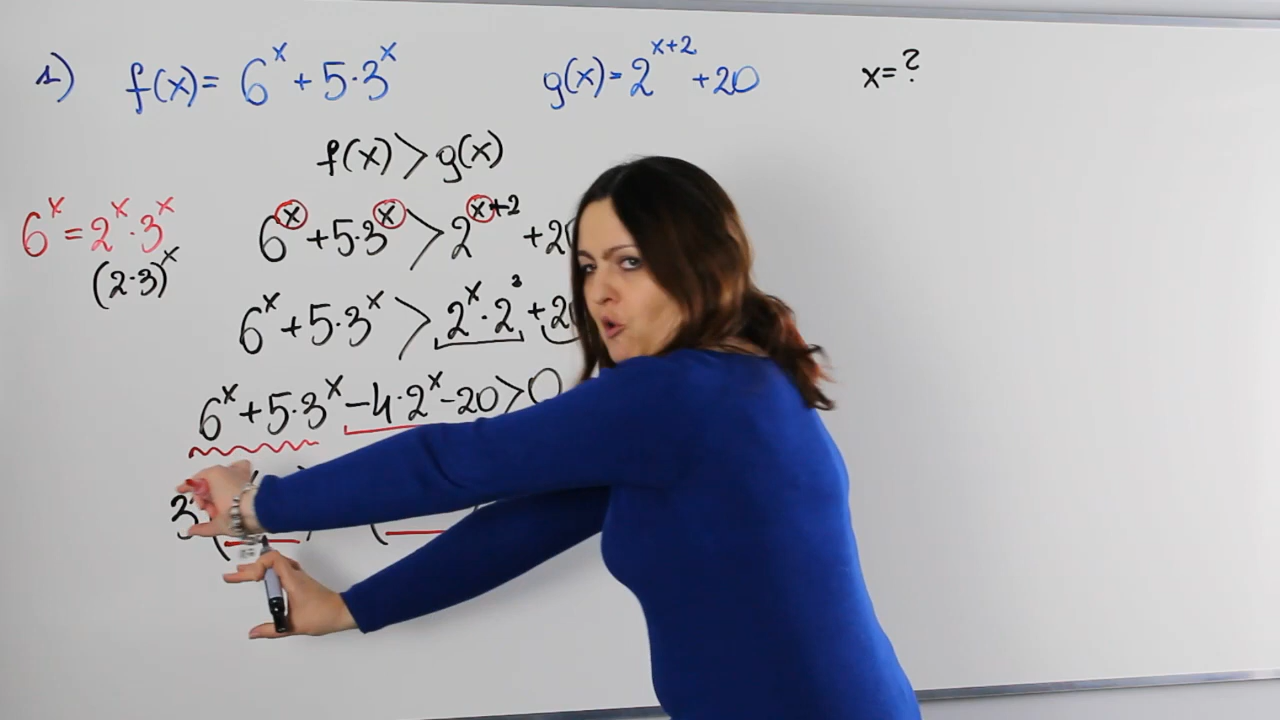 1) f(x)= 6^x + 5·3^x g(x)= 2^(x+2) +20 x=?
f(x) > g(x)
6^x = 2^x · 3^x 6^x + 5·3^x > 2^(x+2) +2
(2·3)^x
6^x + 5·3^x > 2^x · 2^2 + 2
6^x + 5·3^x - 4·2^x - 20 > 0
3